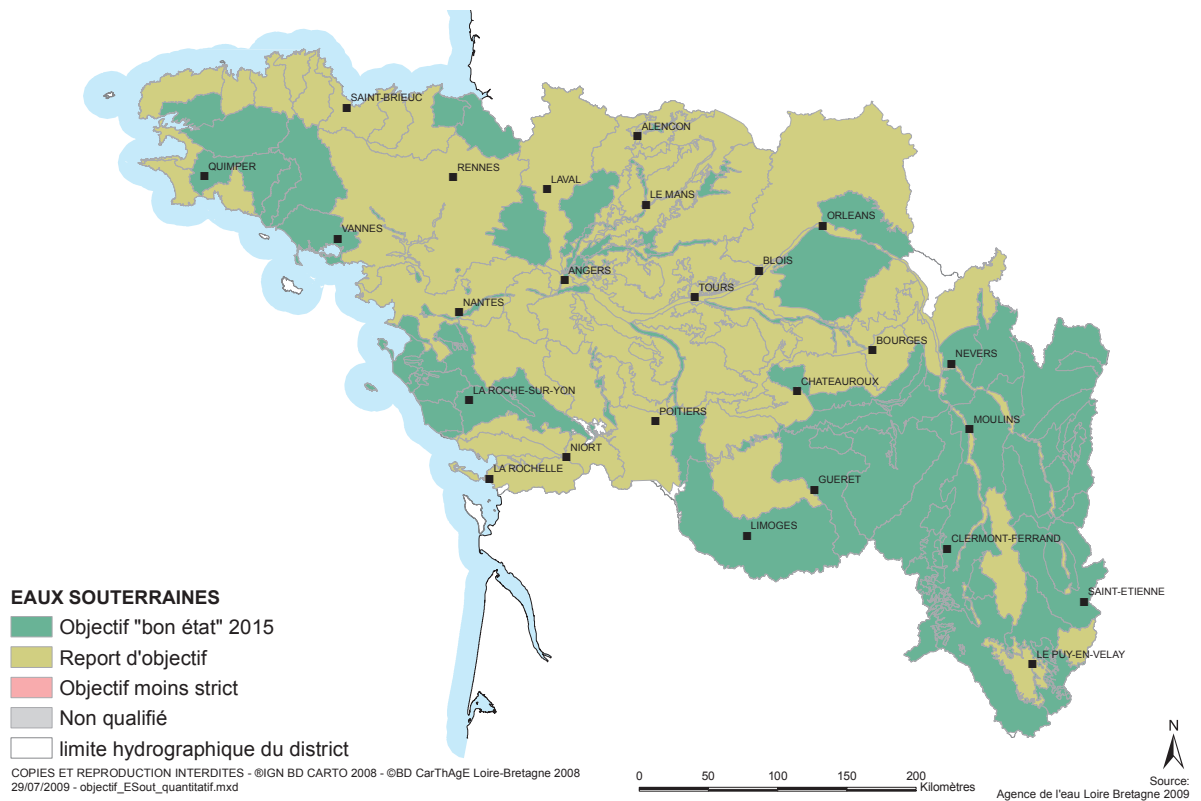 SAINT-BRIEUC
ALENCON
RENNES
QUIMPER
LAVAL
LE MANS
ORLEANS
VANNES
BLOIS
ANGERS
TOURS
NANTES
BOURGES
NEVERS
CHATEAUROUX
LA ROCHE-SUR-YON
POITIERS
MOULINS
NIORT
LA ROCHELLE
GUERET
LIMOGES
CLERMONT-FERRAND
SAINT-ETIENNE
LE PUY-EN-VELAY
EAUX SOUTERRAINES
Objectif "bon état" 2015
Report d'objectif
Objectif moins strict
Non qualifié
limite hydrographique du district
COPIES ET REPRODUCTION INTERDITES - ®IGN BD CARTO 2008 - ©BD CarThAgE Loire-Bretagne 2008
29/07/2009 - objectif_ESout_quantitatif.mxd
0 50 100 150 200
Kilomètres
N
Source:
Agence de l'eau Loire Bretagne 2009